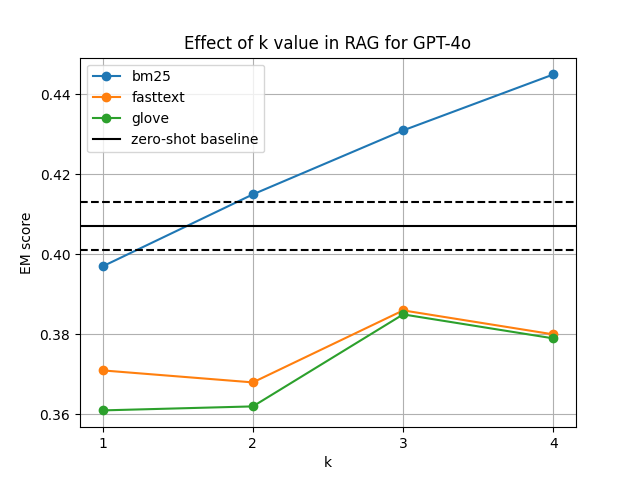 Effect of k value in RAG for GPT-4o
bm25
fasttext
glove
zero-shot baseline
EM score
0.44
0.42
0.40
0.38
0.36
1
2
3
4
k